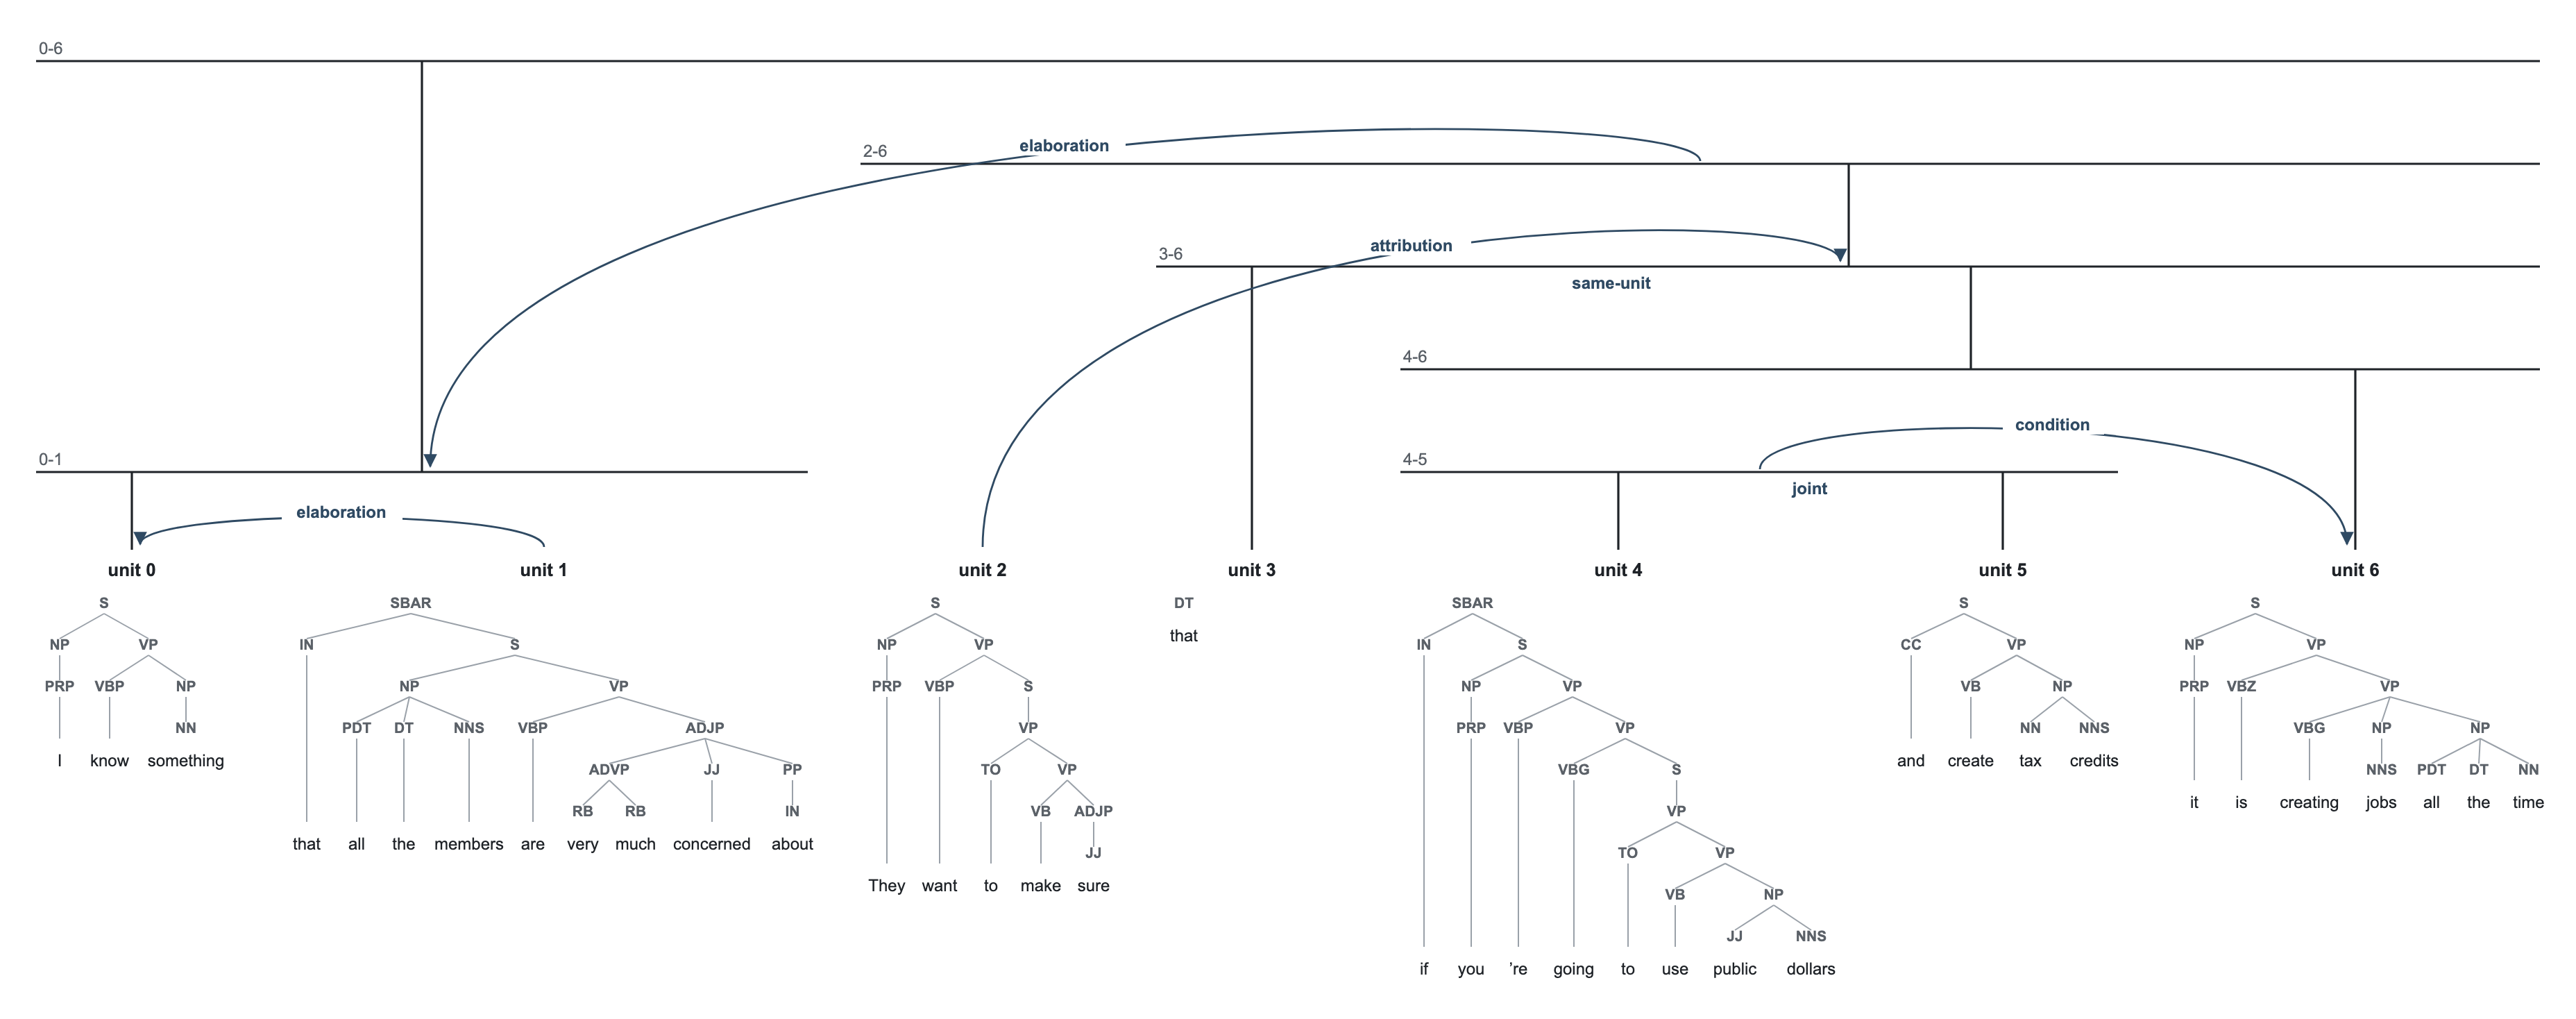 0-6
elaboration
2-6
attribution
3-6
same-unit
4-6
condition
0-1 4-5
joint
elaboration
unit 0 unit 1 unit 2 unit 3 unit 4 unit 5 unit 6
S SBAR S DT SBAR S S
that
NP VP IN S NP VP IN S CC VP NP VP
PRP VBP NP NP VP PRP VBP S NP VP VB NP PRP VBZ VP
NN PDT DT NNS VBP ADJP VP PRP VBP VP NN NNS VBG NP NP
I know something and create tax credits
ADVP JJ PP TO VP VBG S NNS PDT DT NN
it is creating jobs all the time
RB RB IN VB ADJP VP
that all the members are very much concerned about JJ TO VP
They want to make sure VB NP
JJ NNS
if you ’re going to use public dollars